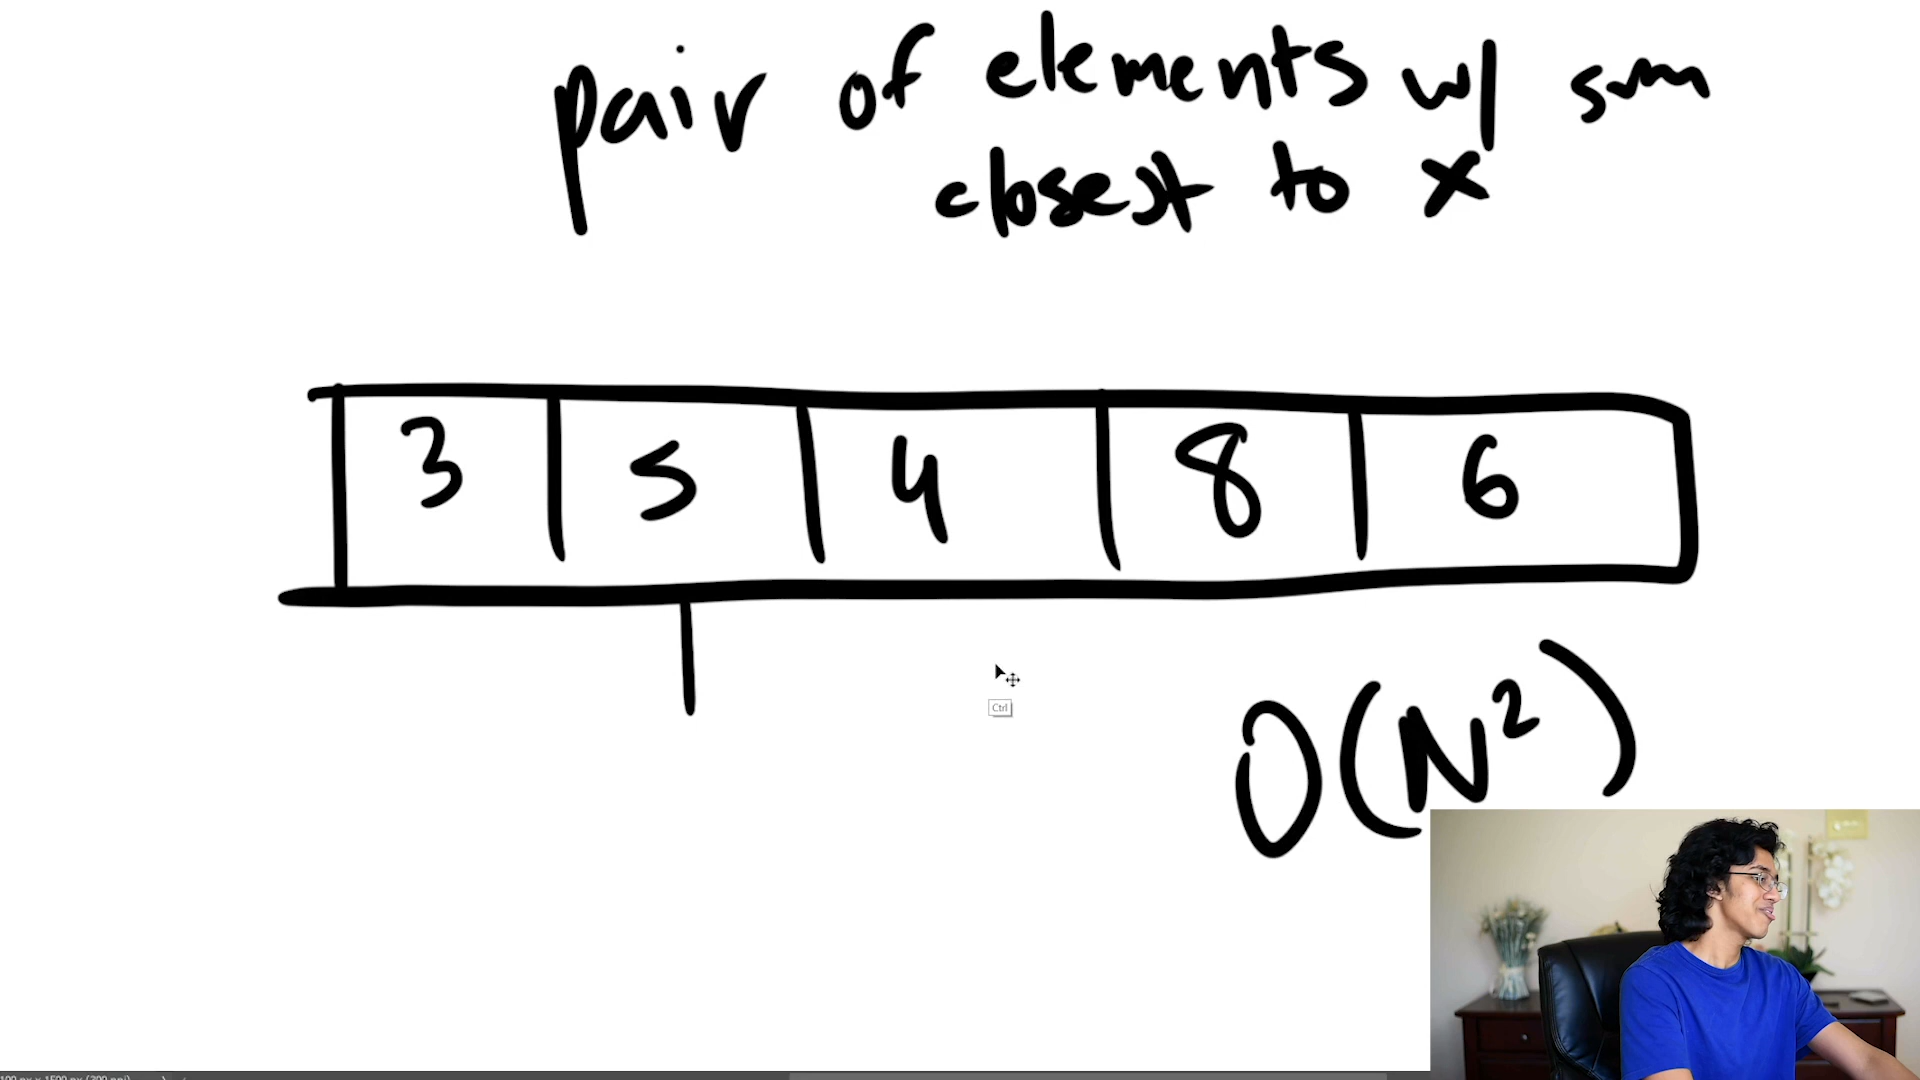 pair of elements w/ sum
closest to x
3 5 4 8 6
Ctrl
O(N²)